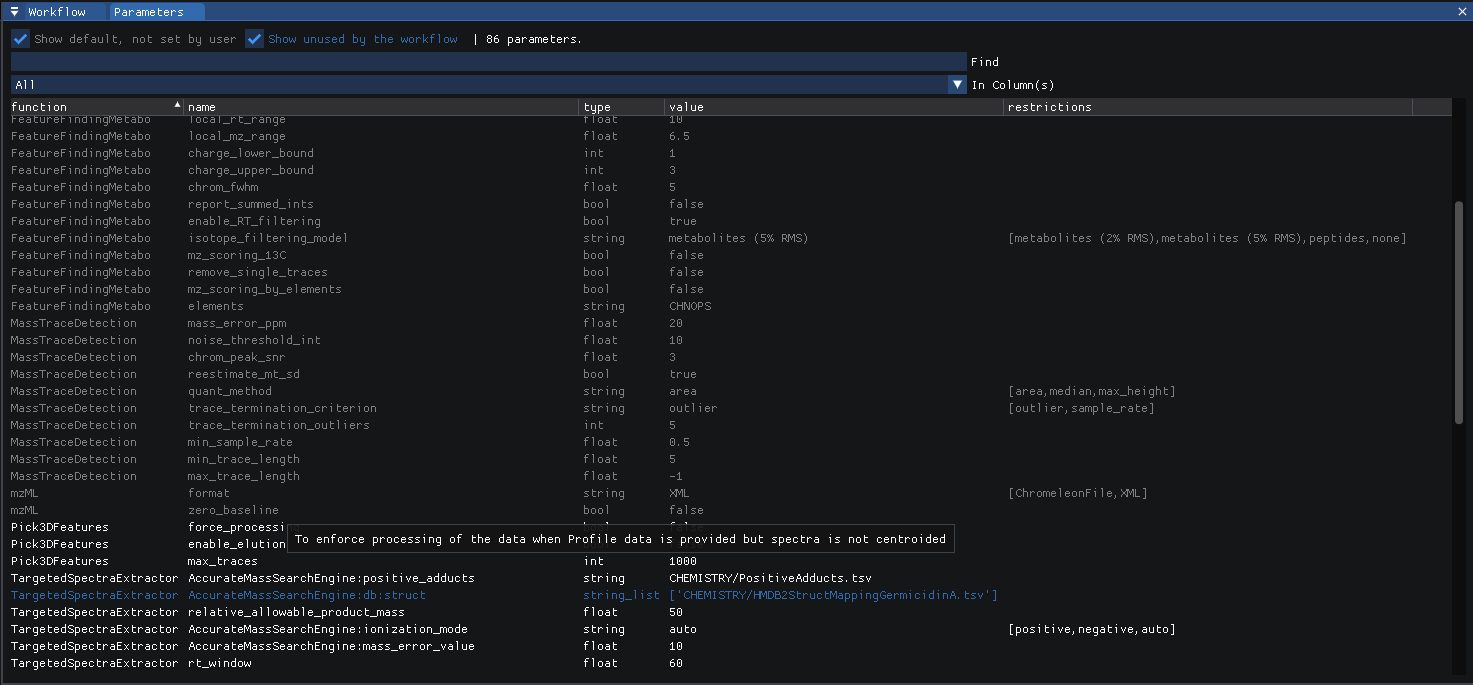 Workflow Parameters
Show default, not set by user Show unused by the workflow | 86 parameters.
Find
All In Column(s)
function name type value restrictions
FeatureFindingMetabo local_rt_range float 10
FeatureFindingMetabo local_mz_range float 6.5
FeatureFindingMetabo charge_lower_bound int 1
FeatureFindingMetabo charge_upper_bound int 3
FeatureFindingMetabo chrom_fwhm float 5
FeatureFindingMetabo report_summed_ints bool false
FeatureFindingMetabo enable_RT_filtering bool true
FeatureFindingMetabo isotope_filtering_model string metabolites (5% RMS) [metabolites (2% RMS),metabolites (5% RMS),peptides,none]
FeatureFindingMetabo mz_scoring_13C bool false
FeatureFindingMetabo remove_single_traces bool false
FeatureFindingMetabo mz_scoring_by_elements bool false
FeatureFindingMetabo elements string CHNOPS
MassTraceDetection mass_error_ppm float 20
MassTraceDetection noise_threshold_int float 10
MassTraceDetection chrom_peak_snr float 3
MassTraceDetection reestimate_mt_sd bool true
MassTraceDetection quant_method string area [area,median,max_height]
MassTraceDetection trace_termination_criterion string outlier [outlier,sample_rate]
MassTraceDetection trace_termination_outliers int 5
MassTraceDetection min_sample_rate float 0.5
MassTraceDetection min_trace_length float 5
MassTraceDetection max_trace_length float -1
mzML format string XML [ChromeleonFile,XML]
mzML zero_baseline bool false
Pick3DFeatures force_processi bool false
To enforce processing of the data when Profile data is provided but spectra is not centroided
Pick3DFeatures enable_elution
Pick3DFeatures max_traces int 1000
TargetedSpectraExtractor AccurateMassSearchEngine:positive_adducts string CHEMISTRY/PositiveAdducts.tsv
TargetedSpectraExtractor AccurateMassSearchEngine:db:struct string_list ['CHEMISTRY/HMDB2StructMappingGermicidinA.tsv']
TargetedSpectraExtractor relative_allowable_product_mass float 50
TargetedSpectraExtractor AccurateMassSearchEngine:ionization_mode string auto [positive,negative,auto]
TargetedSpectraExtractor AccurateMassSearchEngine:mass_error_value float 10
TargetedSpectraExtractor rt_window float 60